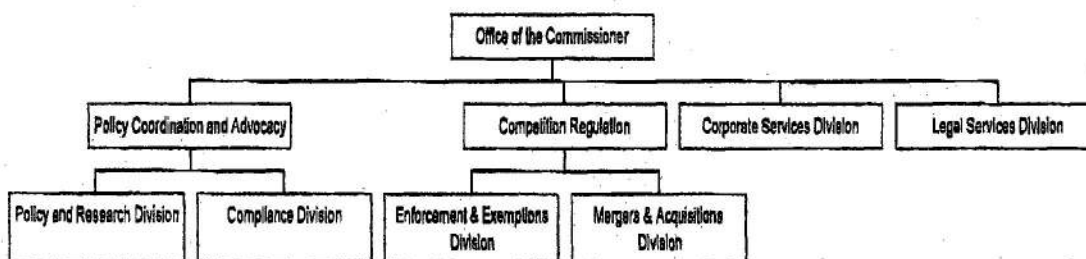 Office of the Commissioner
Policy Coordination and Advocacy
Competition Regulation
Corporate Services Division
Legal Services Division
Policy and Research Division
Compliance Division
Enforcement & Exemptions
Division
Mergers & Acquisitions
Division